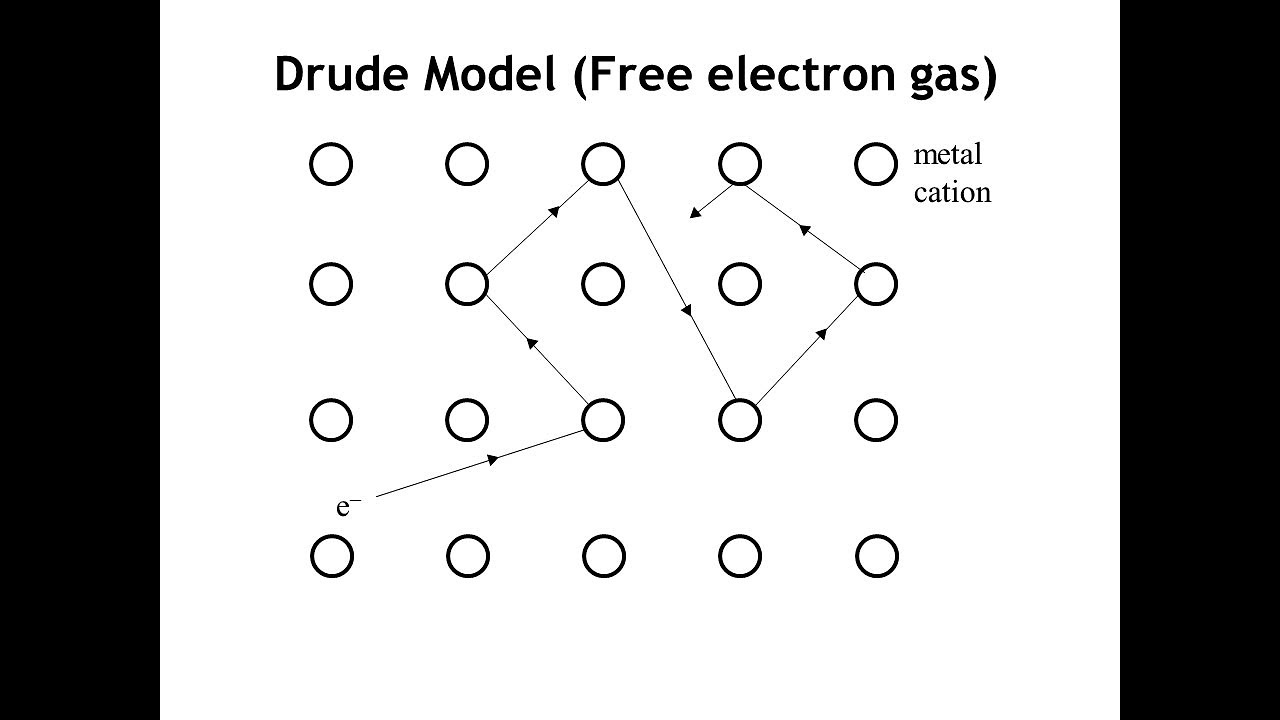 Drude Model (Free electron gas)
metal
cation
e⁻